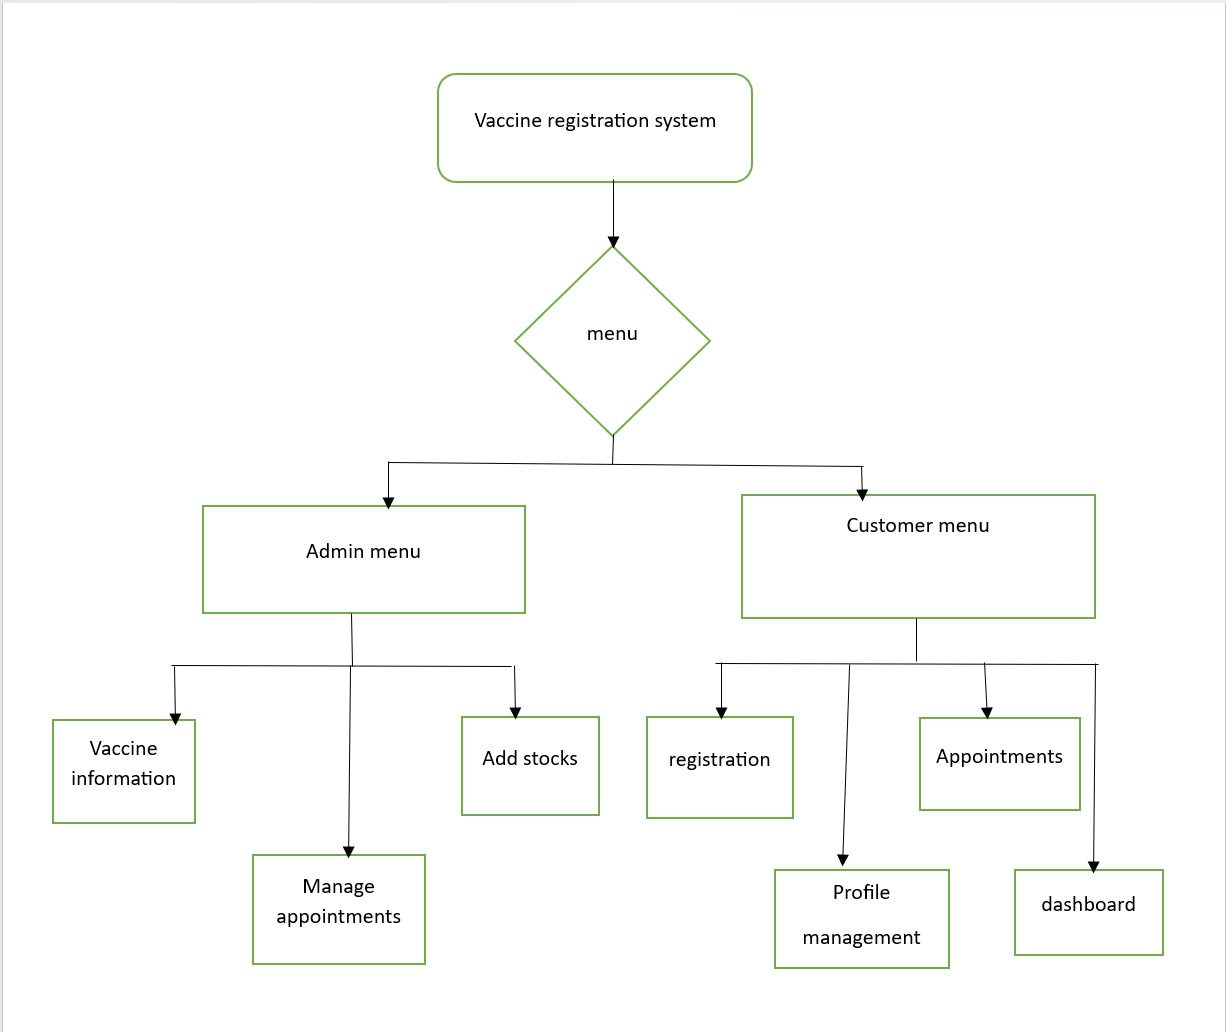 Vaccine registration system
menu
Admin menu
Customer menu
Vaccine
information
Add stocks
registration
Appointments
Manage
appointments
Profile
management
dashboard